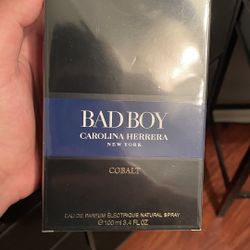 BAD BOY
CAROLINA HERRERA
NEW YORK
COBALT
EAU DE PARFUM ÉLECTRIQUE NATURAL SPRAY
℮ 100 ml 3.4 FL.OZ